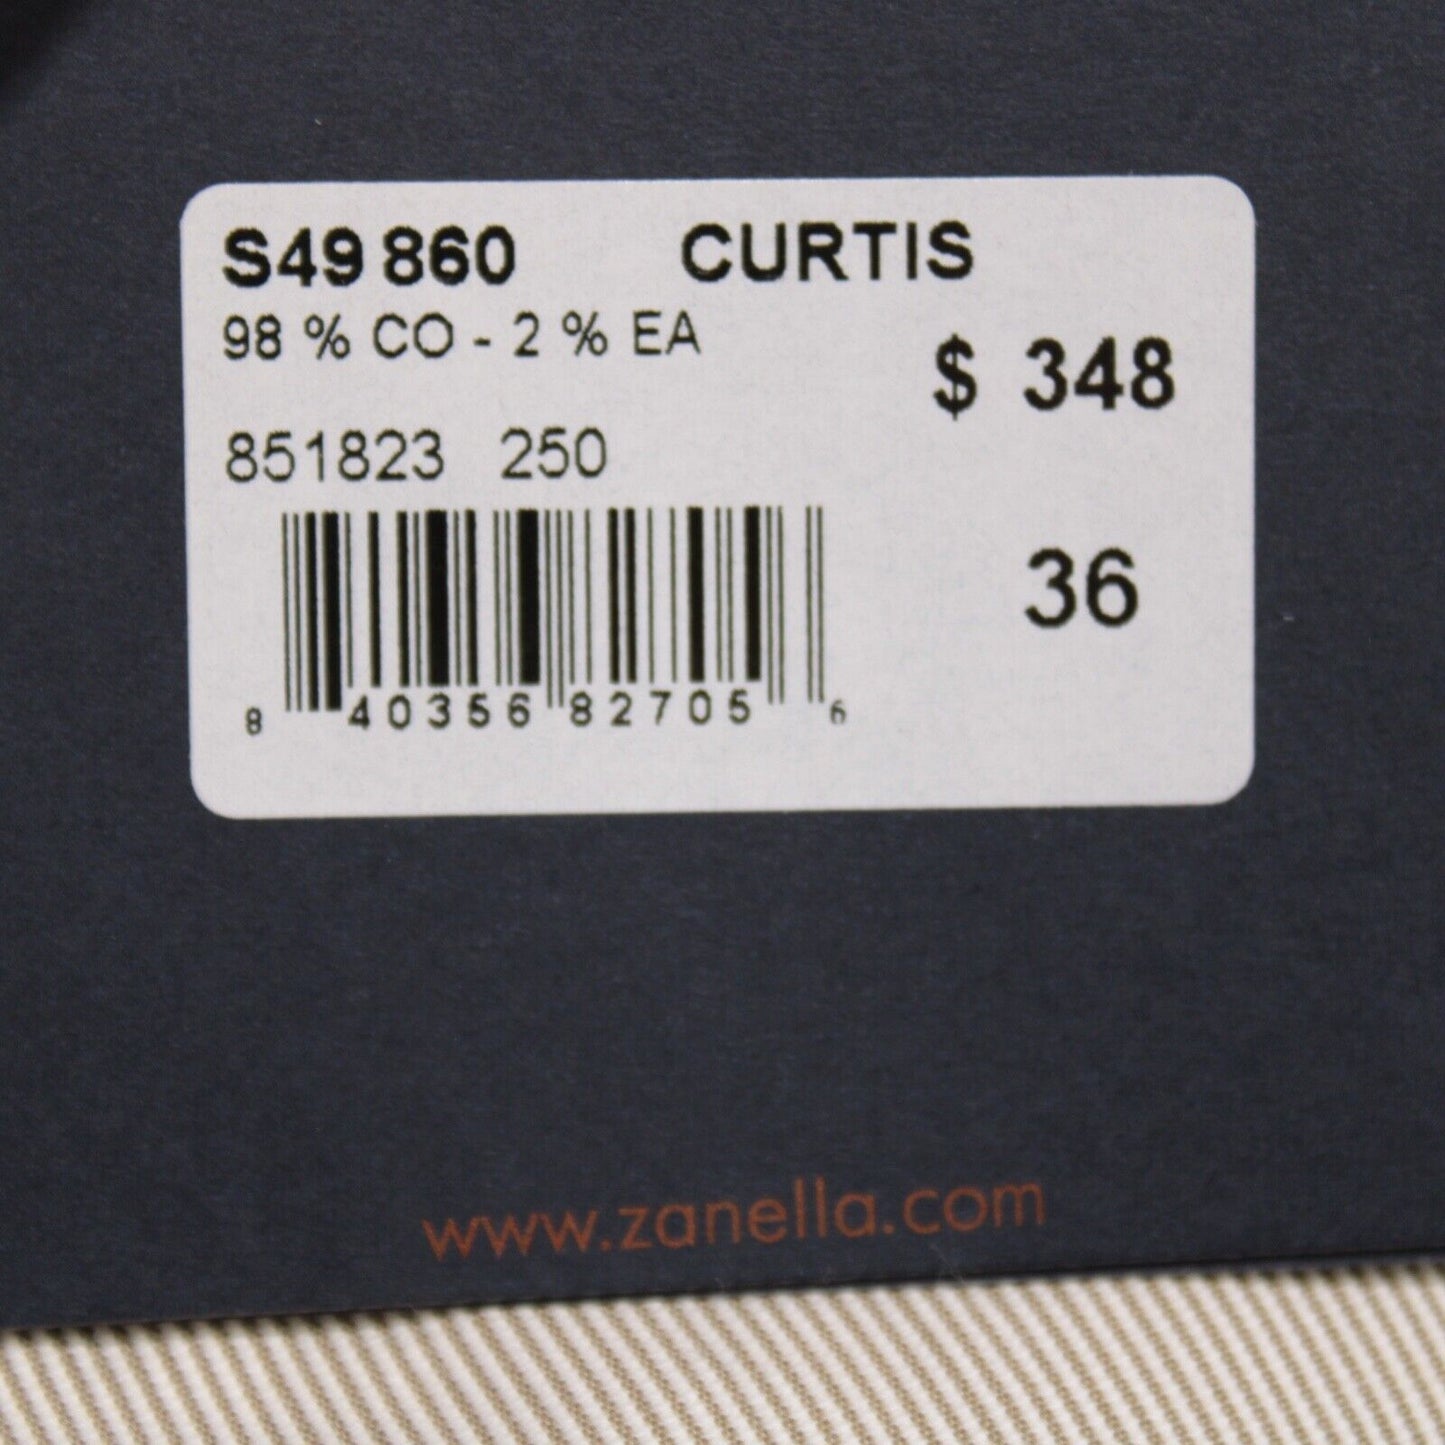 S49 860 CURTIS
98 % CO - 2 % EA
$ 348
851823 250
36
8 40356 82705 6
www.zanella.com